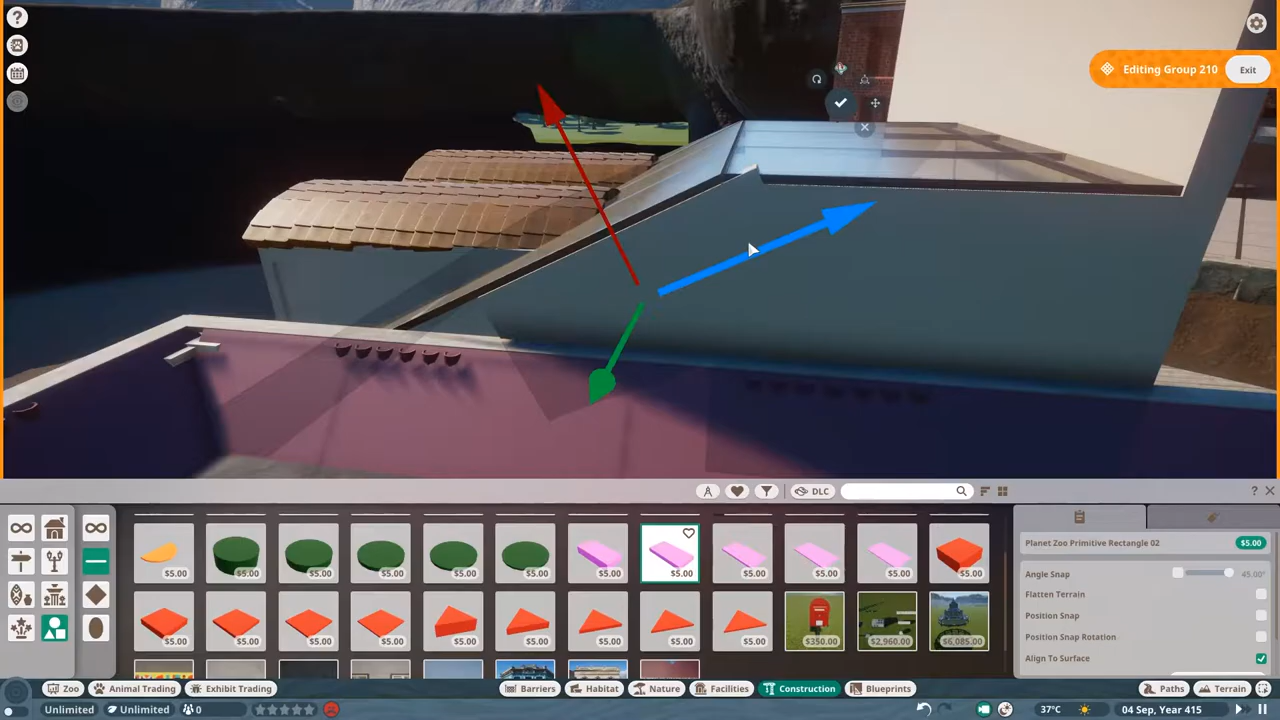 ?
Editing Group 210
Exit
DLC
?
$5.00 $5.00 $5.00 $5.00 $5.00 $5.00 $5.00 $5.00 $5.00 $5.00 $5.00 $5.00
Planet Zoo Primitive Rectangle 02
$5.00
Angle Snap
45.00°
Flatten Terrain
Position Snap
Position Snap Rotation
Align To Surface
$5.00 $5.00 $5.00 $5.00 $5.00 $5.00 $5.00 $5.00 $5.00 $350.00 $2,960.00 $6,085.00
Zoo
Animal Trading
Exhibit Trading
Barriers
Habitat
Nature
Facilities
Construction
Blueprints
Paths
Terrain
Unlimited
Unlimited
0
37°C
04 Sep, Year 415